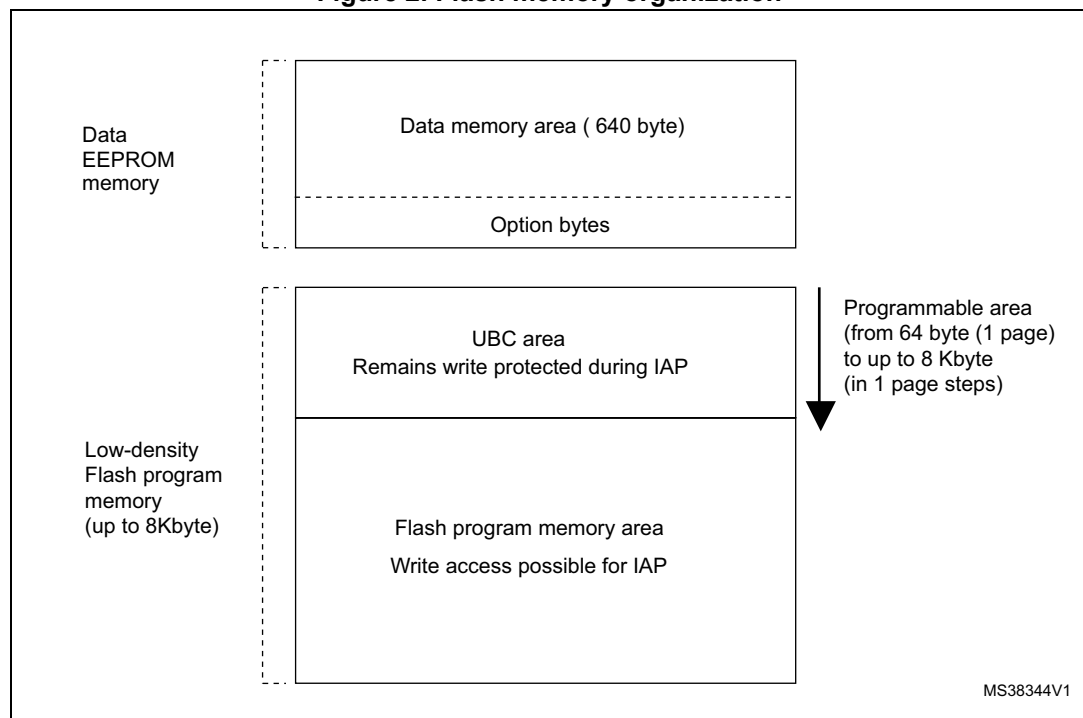 Figure 2. Flash memory organization
Data memory area ( 640 byte)
Data
EEPROM
memory
Option bytes
Programmable area
(from 64 byte (1 page)
to up to 8 Kbyte
(in 1 page steps)
UBC area
Remains write protected during IAP
Low-density
Flash program
memory
(up to 8Kbyte)
Flash program memory area
Write access possible for IAP
MS38344V1